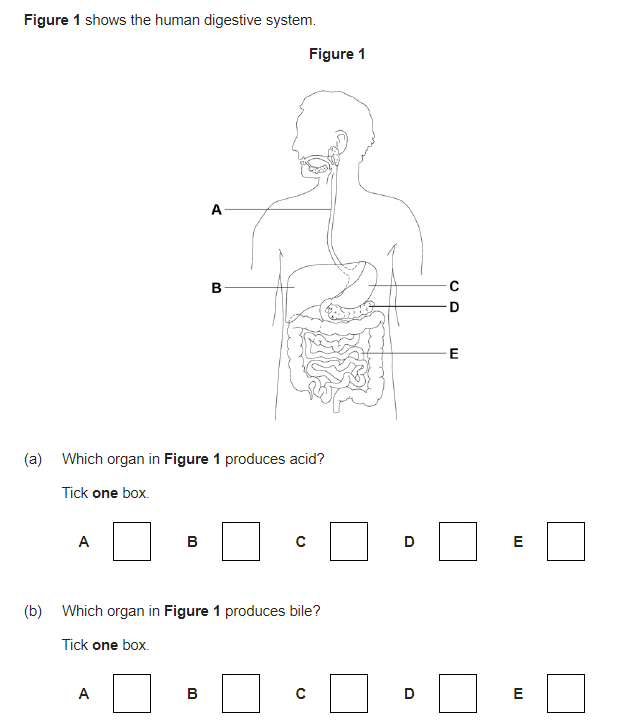 Figure 1 shows the human digestive system.
Figure 1
A
B
C
D
E
(a) Which organ in Figure 1 produces acid?
Tick one box.
A B C D E
(b) Which organ in Figure 1 produces bile?
Tick one box.
A B C D E